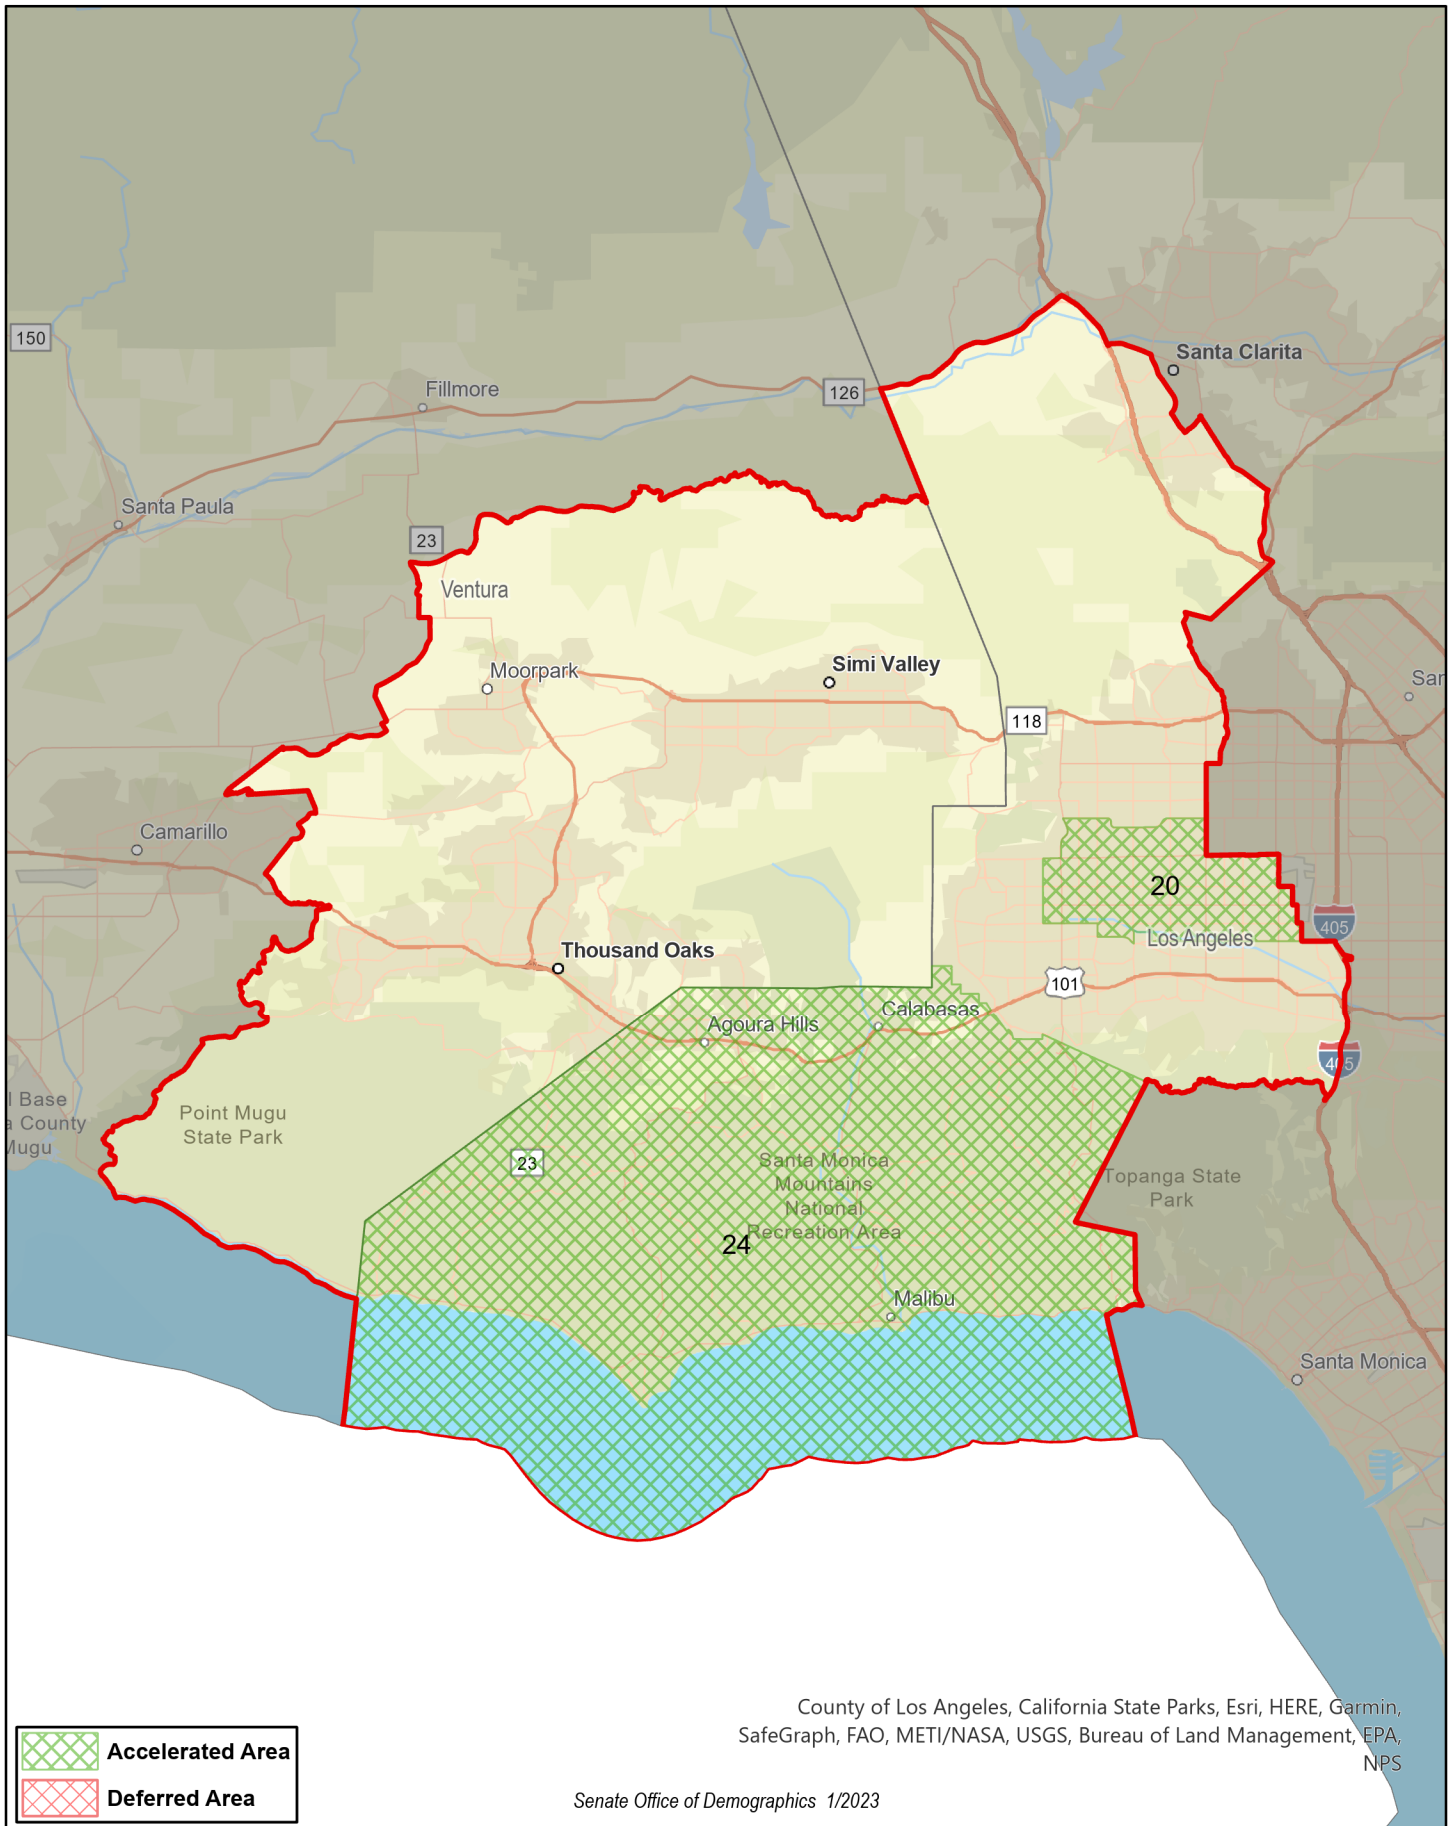 150
Santa Clarita
Fillmore
126
Santa Paula
23
Ventura
Simi Valley
Moorpark
118
Camarillo
20
405
Los Angeles
Thousand Oaks
101
Calabasas
Agoura Hills
405
l Base
a County
Mugu
Point Mugu
State Park
23
Santa Monica
Mountains
National
Recreation Area
Topanga State
Park
24
Malibu
Santa Monica
County of Los Angeles, California State Parks, Esri, HERE, Garmin,
SafeGraph, FAO, METI/NASA, USGS, Bureau of Land Management, EPA,
NPS
Accelerated Area
Deferred Area
Senate Office of Demographics 1/2023